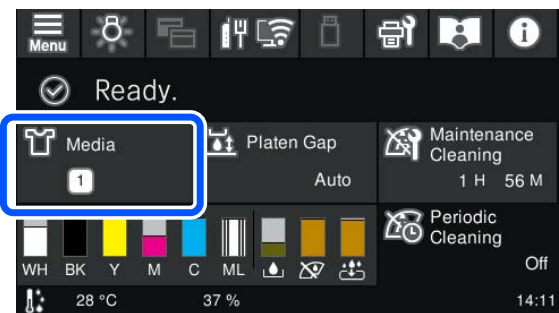 Menu
Ready.
Media
1
Platen Gap
Auto
Maintenance
Cleaning
1 H 56 M
Periodic
Cleaning
Off
WH BK Y M C ML
28 °C 37 % 14:11